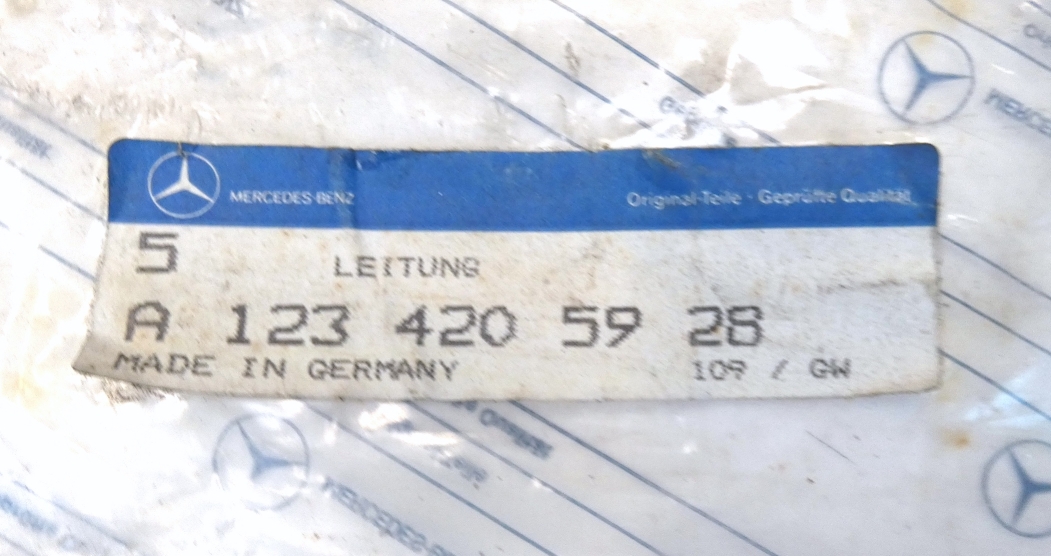 MERCEDES-BENZ
Original-Teile · Geprüfte Qualität
5
LEITUNG
A 123 420 59 28
MADE IN GERMANY
109 / GW